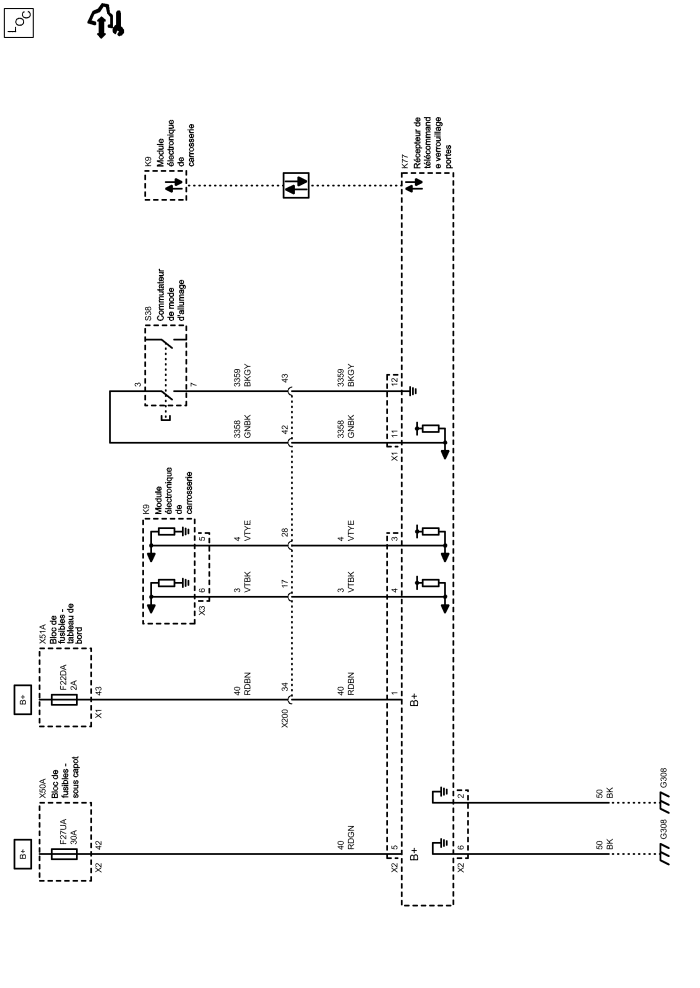 LOC
B+
X50A
Bloc de
fusibles -
sous capot
F27UA
30A
X2
42
B+
X51A
Bloc de
fusibles -
tableau de
bord
F22DA
2A
X1
43
K9
Module
électronique
de
carrosserie
X3
6
5
S38
Commutateur
de mode
d'allumage
3
7
K9
Module
électronique
de
carrosserie
40
RDBN
3
VTBK
4
VTYE
3356
GNBK
3359
BKGY
X200
34
17
28
42
43
40
RDGN
40
RDBN
3
VTBK
4
VTYE
3358
GNBK
3359
BKGY
X2
5
1
4
3
X1
11
12
K77
Récepteur de
télécommand
e verrouillage
portes
B+
B+
X2
6
2
50
BK
50
BK
G308
G308